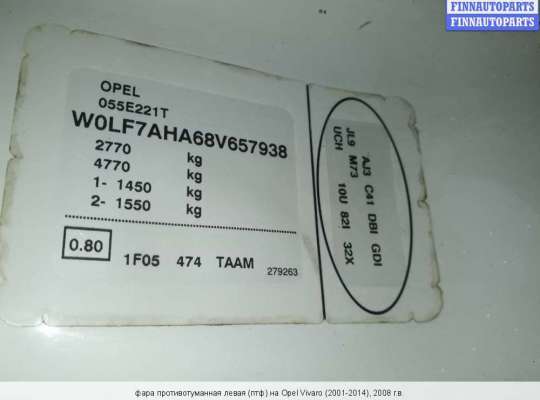 FINNAUTOPARTS
FINNAUTOPARTS
OPEL
055E221T
W0LF7AHA68V657938
2770 kg
4770 kg
1- 1450 kg
2- 1550 kg
0.80
1F05 474 TAAM
279263
AJ3 C41 DBI GDI
JL9 M73 10U 82I 32X
UCH
фара противотуманная левая (птф) на Opel Vivaro (2001-2014), 2008 г.в.